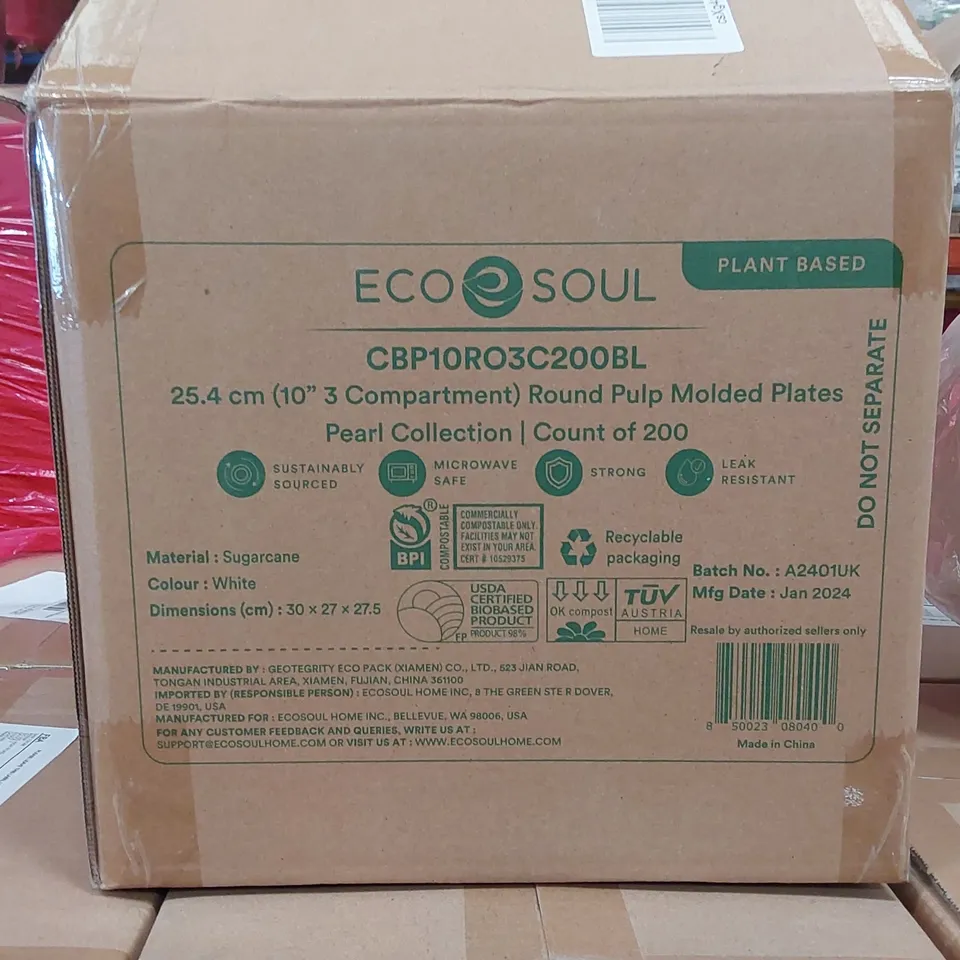 csXgH
ECO SOUL
PLANT BASED
CBP10RO3C200BL
25.4 cm (10” 3 Compartment) Round Pulp Molded Plates
Pearl Collection | Count of 200
DO NOT SEPARATE
SUSTAINABLY
SOURCED
MICROWAVE
SAFE
STRONG
LEAK
RESISTANT
BPI®
COMPOSTABLE
COMMERCIALLY
COMPOSTABLE ONLY.
FACILITIES MAY NOT
EXIST IN YOUR AREA.
CERT # 10529375
Recyclable
packaging
Material : Sugarcane
Colour : White
Dimensions (cm) : 30 × 27 × 27.5
USDA
CERTIFIED
BIOBASED
PRODUCT
PRODUCT 98%
FP
OK compost
TÜV
AUSTRIA
HOME
Batch No. : A2401UK
Mfg Date : Jan 2024
Resale by authorized sellers only
MANUFACTURED BY : GEOTEGRITY ECO PACK (XIAMEN) CO., LTD., 523 JIAN ROAD,
TONGAN INDUSTRIAL AREA, XIAMEN, FUJIAN, CHINA 361100
IMPORTED BY (RESPONSIBLE PERSON) : ECOSOUL HOME INC, 8 THE GREEN STE R DOVER,
DE 19901, USA
MANUFACTURED FOR : ECOSOUL HOME INC., BELLEVUE, WA 98006, USA
FOR ANY CUSTOMER FEEDBACK AND QUERIES, WRITE US AT :
SUPPORT@ECOSOULHOME.COM OR VISIT US AT : WWW.ECOSOULHOME.COM
8 50023 08040 0
Made in China